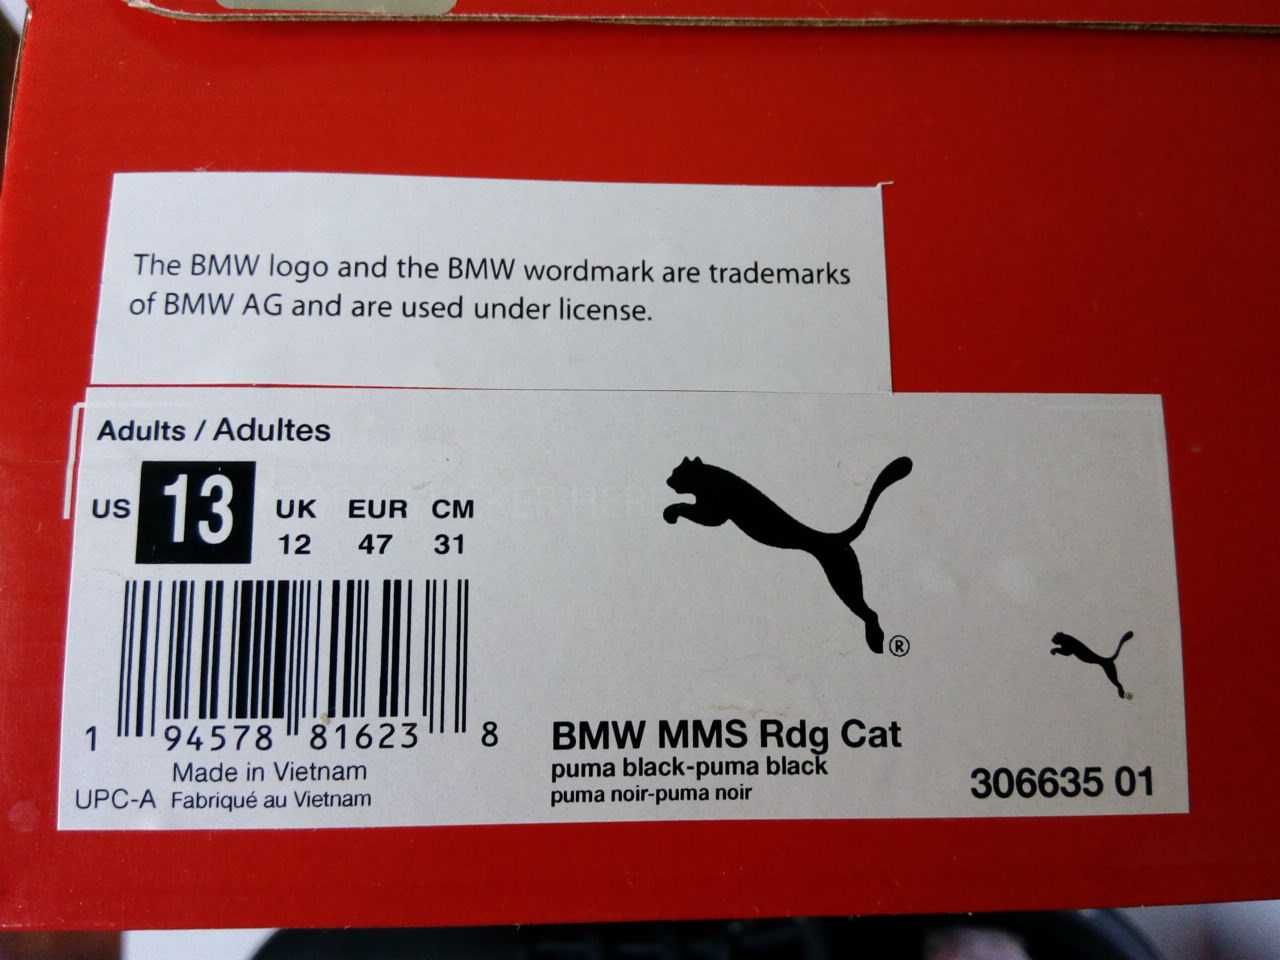 The BMW logo and the BMW wordmark are trademarks
of BMW AG and are used under license.
Adults / Adultes
US 13 UK EUR CM
12 47 31
1 94578 81623 8
Made in Vietnam
UPC-A Fabriqué au Vietnam
®
BMW MMS Rdg Cat
puma black-puma black
puma noir-puma noir
306635 01